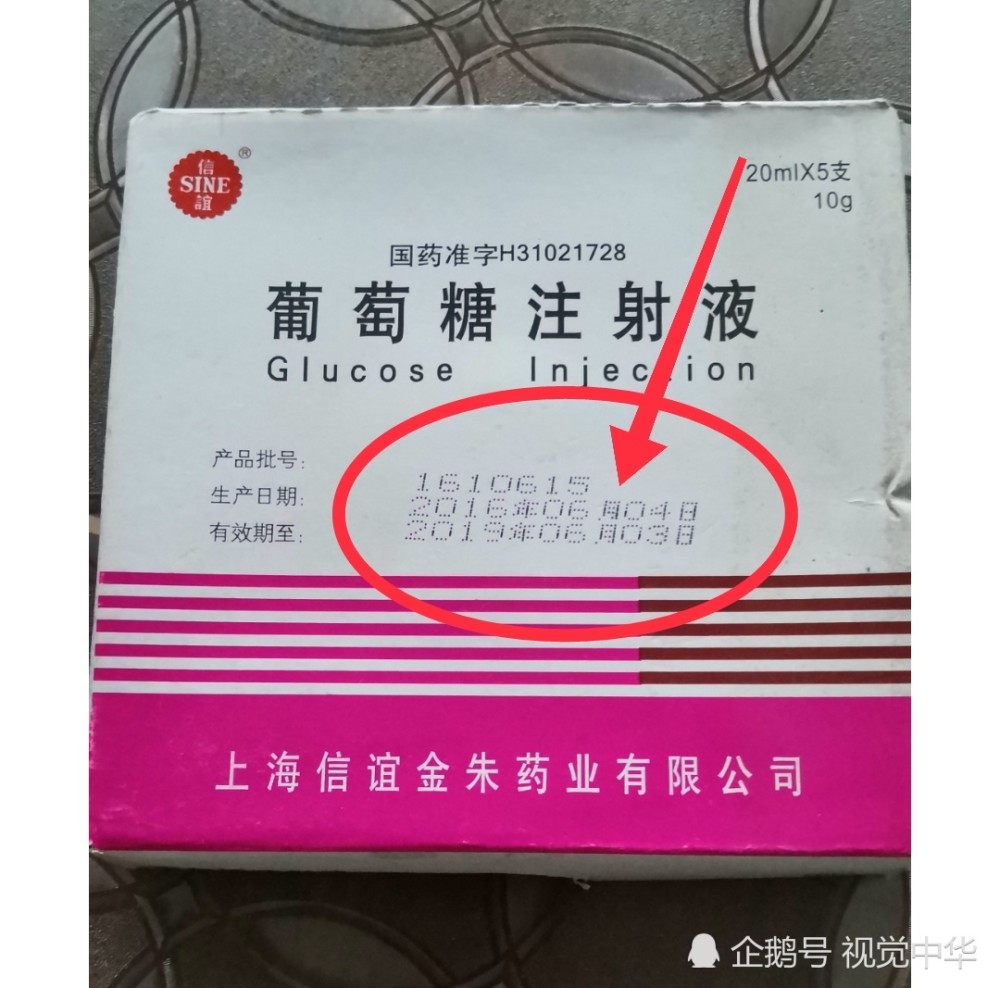 信
SINE
誼
®
20mlX5支
10g
国药准字H31021728
葡萄糖注射液
Glucose Injection
产品批号：1610615
生产日期：2016年06月04日
有效期至：2019年06月03日
上海信谊金朱药业有限公司
企鹅号 视觉中华